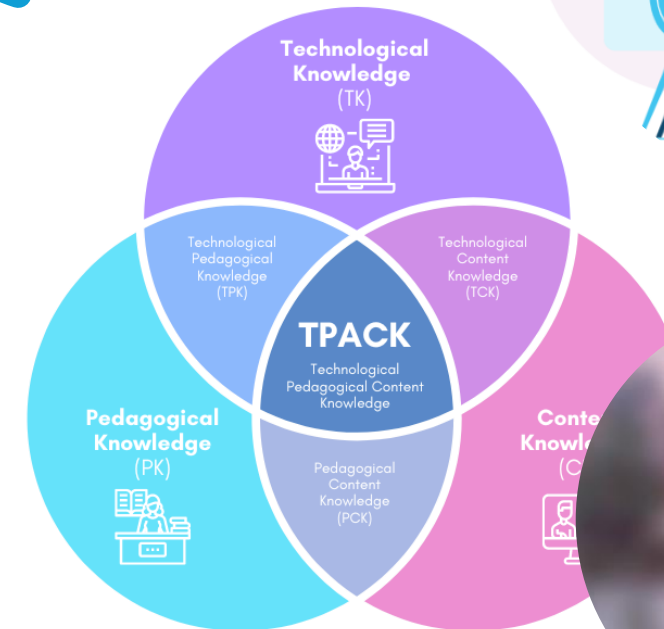 Technological
Knowledge
(TK)
Technological
Pedagogical
Knowledge
(TPK)
Technological
Content
Knowledge
(TCK)
TPACK
Technological
Pedagogical Content
Knowledge
Pedagogical
Knowledge
(PK)
Pedagogical
Content
Knowledge
(PCK)